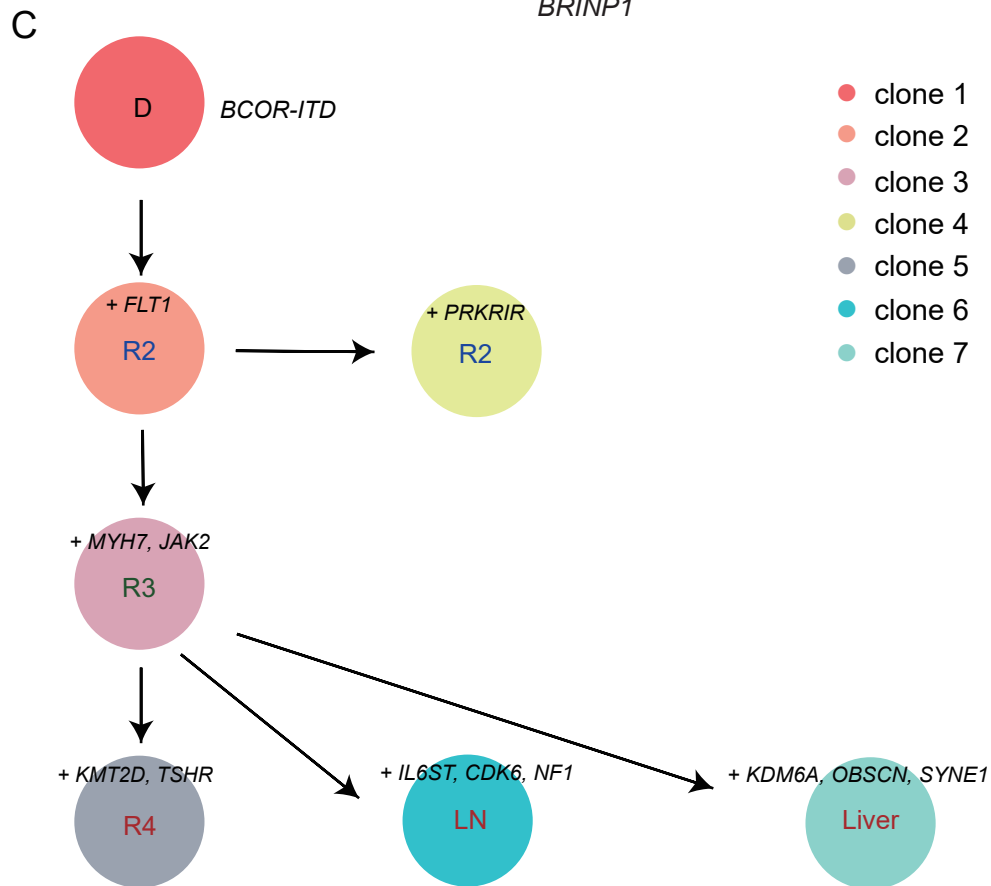 BRINP1
C
D
BCOR-ITD
clone 1
clone 2
clone 3
clone 4
clone 5
clone 6
clone 7
+ FLT1
R2
+ PRKRIR
R2
+ MYH7, JAK2
R3
+ KMT2D, TSHR
R4
+ IL6ST, CDK6, NF1
LN
+ KDM6A, OBSCN, SYNE1
Liver